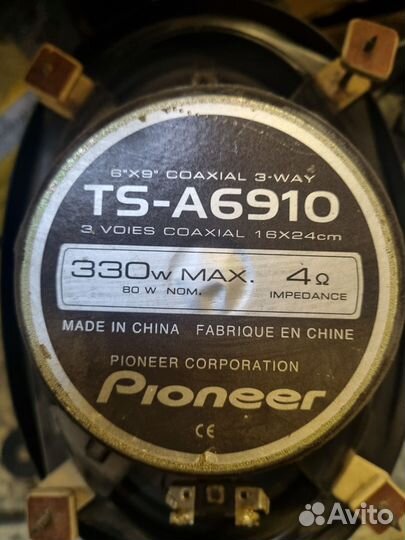 6"X9" COAXIAL 3-WAY
TS-A6910
3 VOIES COAXIAL 16X24cm
330W MAX. 4Ω
80 W NOM. IMPEDANCE
MADE IN CHINA FABRIQUE EN CHINE
PIONEER CORPORATION
Pioneer
CE
Avito